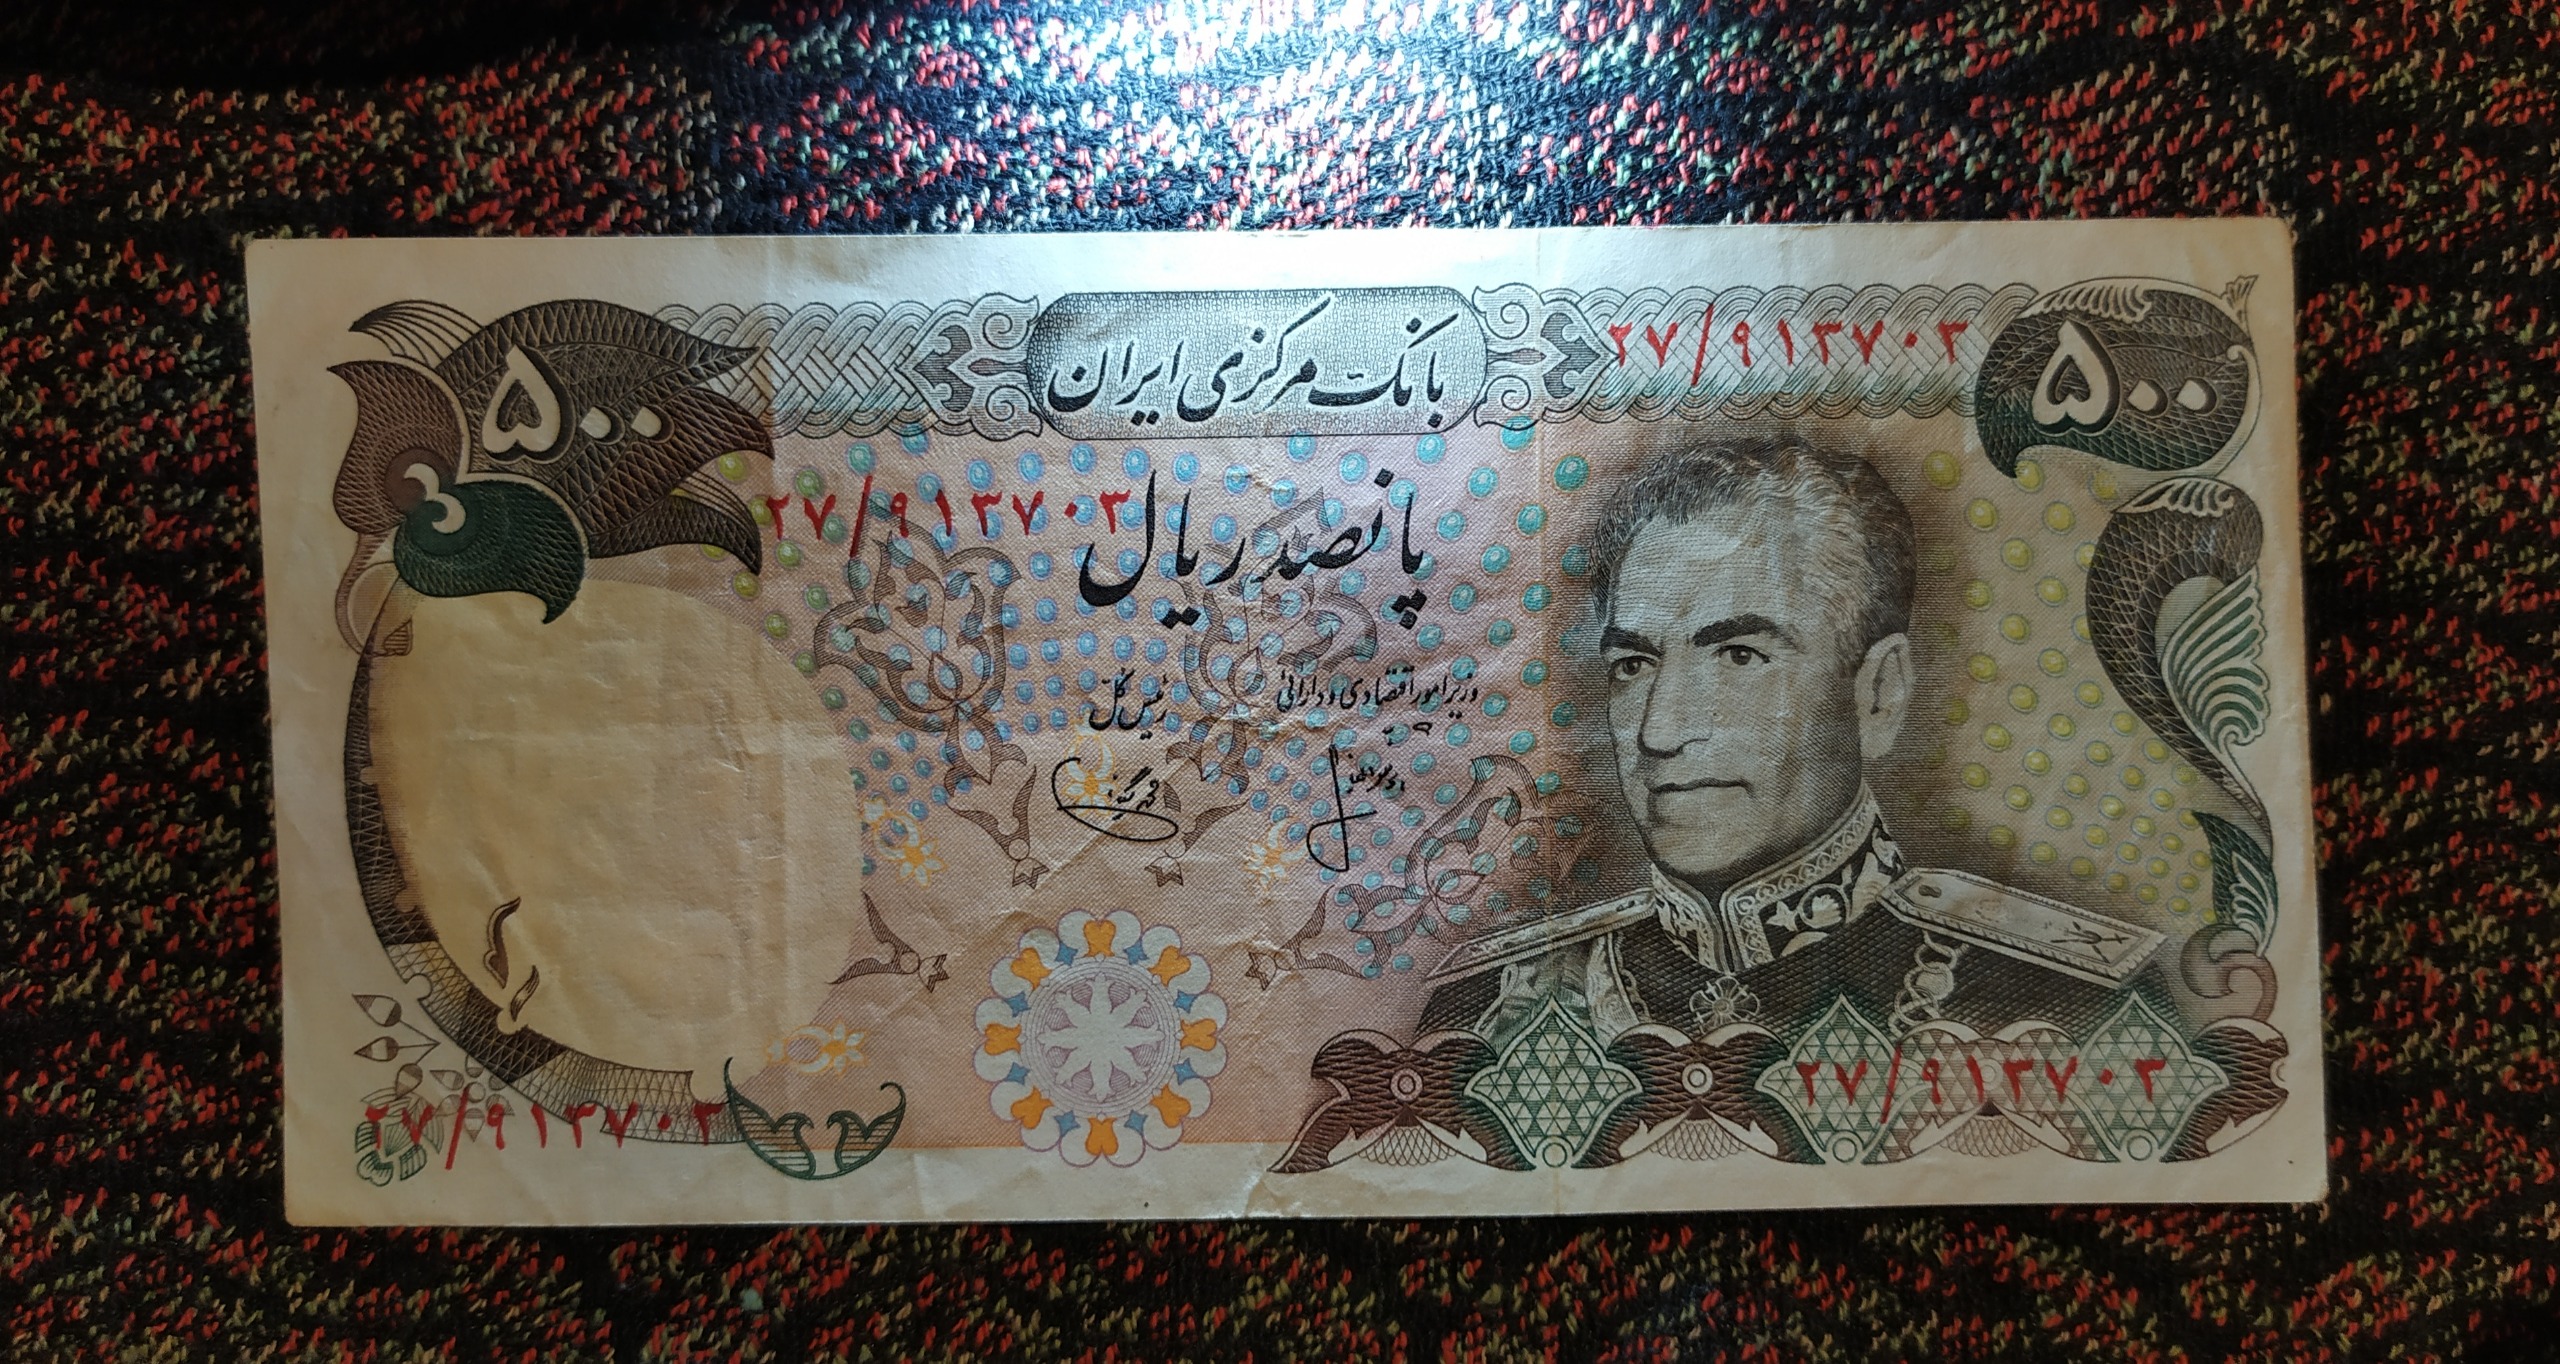 بانک مرکزی ایران
۲۷/۹۱۳۷۰۳
۵۰۰
۵۰۰
پانصد ریال
۲۷/۹۱۳۷۰۳
وزیر امور اقتصادی و دارائی
رئیس کل
۲۷/۹۱۳۷۰۳
۲۷/۹۱۳۷۰۳